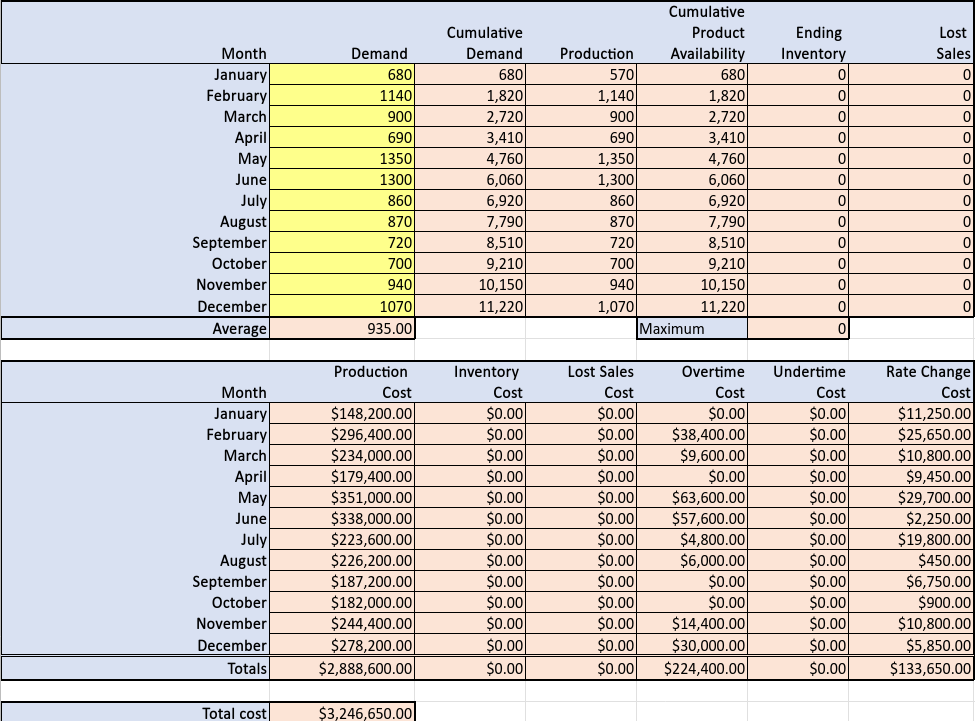 Month Demand Cumulative Demand Production Cumulative Product Availability Ending Inventory Lost Sales
January 680 680 570 680 0 0
February 1140 1,820 1,140 1,820 0 0
March 900 2,720 900 2,720 0 0
April 690 3,410 690 3,410 0 0
May 1350 4,760 1,350 4,760 0 0
June 1300 6,060 1,300 6,060 0 0
July 860 6,920 860 6,920 0 0
August 870 7,790 870 7,790 0 0
September 720 8,510 720 8,510 0 0
October 700 9,210 700 9,210 0 0
November 940 10,150 940 10,150 0 0
December 1070 11,220 1,070 11,220 0 0
Average 935.00 Maximum 0
Month Production Cost Inventory Cost Lost Sales Cost Overtime Cost Undertime Cost Rate Change Cost
January $148,200.00 $0.00 $0.00 $0.00 $0.00 $11,250.00
February $296,400.00 $0.00 $0.00 $38,400.00 $0.00 $25,650.00
March $234,000.00 $0.00 $0.00 $9,600.00 $0.00 $10,800.00
April $179,400.00 $0.00 $0.00 $0.00 $0.00 $9,450.00
May $351,000.00 $0.00 $0.00 $63,600.00 $0.00 $29,700.00
June $338,000.00 $0.00 $0.00 $57,600.00 $0.00 $2,250.00
July $223,600.00 $0.00 $0.00 $4,800.00 $0.00 $19,800.00
August $226,200.00 $0.00 $0.00 $6,000.00 $0.00 $450.00
September $187,200.00 $0.00 $0.00 $0.00 $0.00 $6,750.00
October $182,000.00 $0.00 $0.00 $0.00 $0.00 $900.00
November $244,400.00 $0.00 $0.00 $14,400.00 $0.00 $10,800.00
December $278,200.00 $0.00 $0.00 $30,000.00 $0.00 $5,850.00
Totals $2,888,600.00 $0.00 $0.00 $224,400.00 $0.00 $133,650.00
Total cost $3,246,650.00